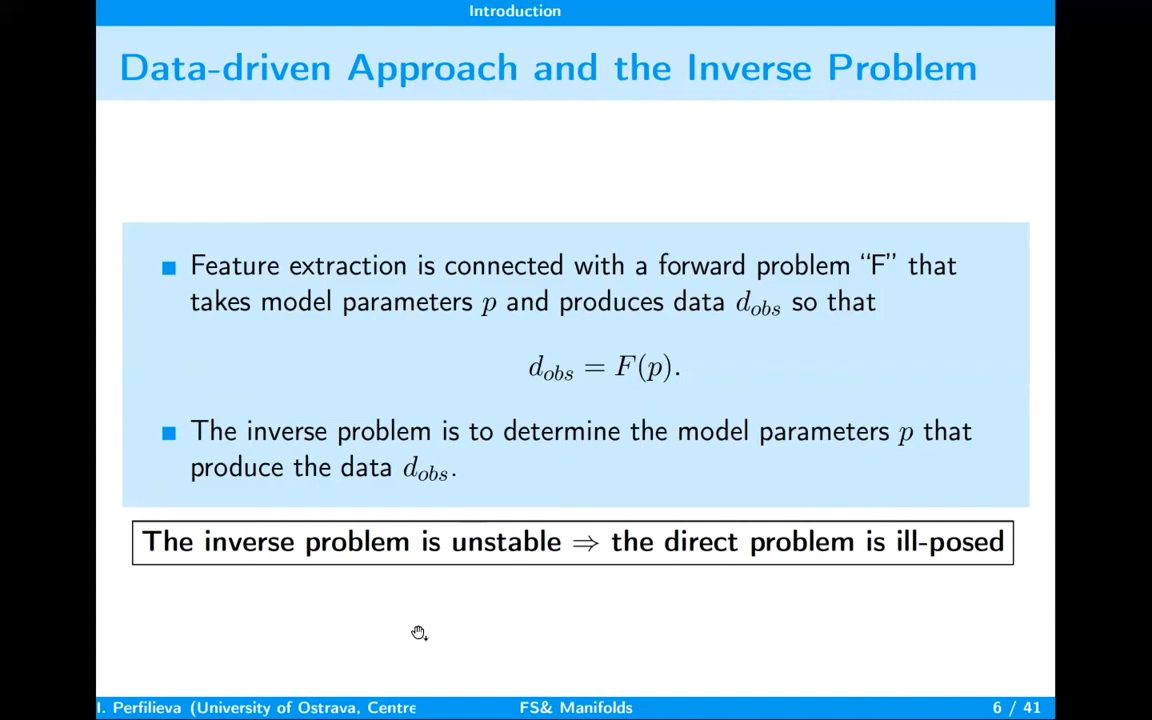 Introduction
Data-driven Approach and the Inverse Problem
Feature extraction is connected with a forward problem “F” that
takes model parameters p and produces data d_obs so that
d_obs = F(p).
The inverse problem is to determine the model parameters p that
produce the data d_obs.
The inverse problem is unstable ⇒ the direct problem is ill-posed
I. Perfilieva (University of Ostrava, Centre
FS& Manifolds
6 / 41